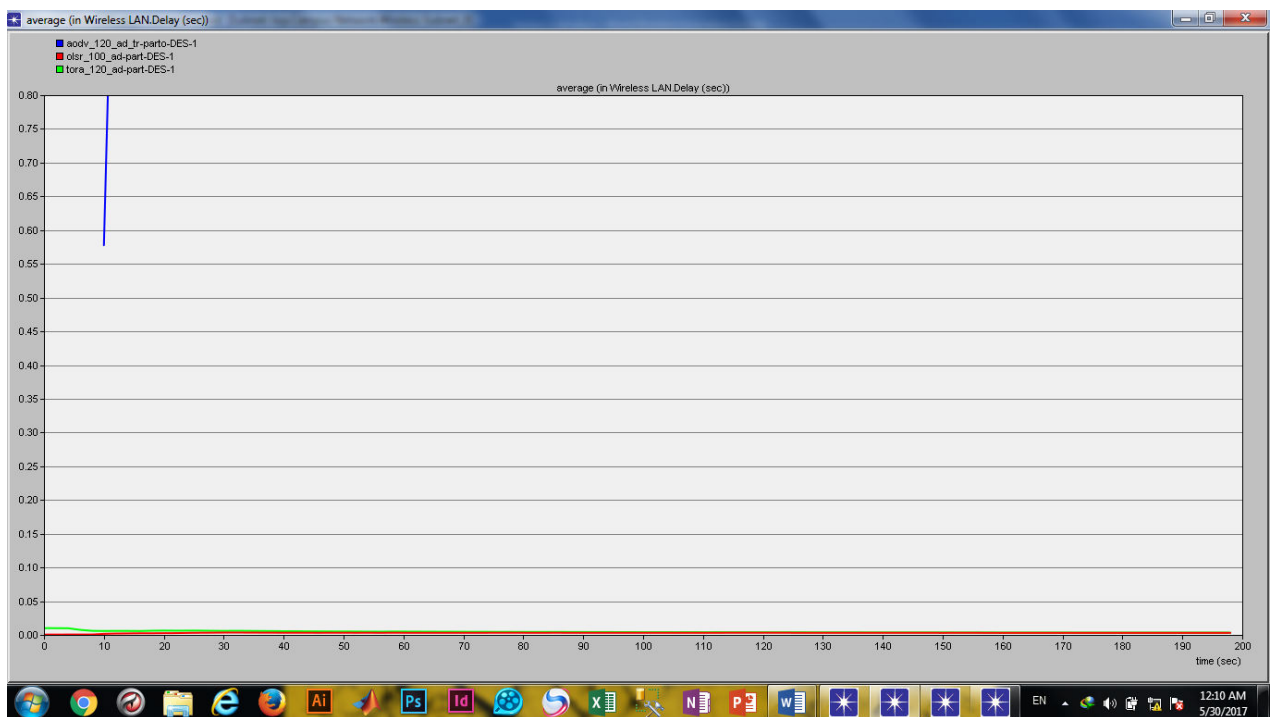 average (in Wireless LAN.Delay (sec))
aodv_120_ad_tr-parto-DES-1
olsr_100_ad-part-DES-1
tora_120_ad-part-DES-1
average (in Wireless LAN.Delay (sec))
0.80
0.75
0.70
0.65
0.60
0.55
0.50
0.45
0.40
0.35
0.30
0.25
0.20
0.15
0.10
0.05
0.00
0 10 20 30 40 50 60 70 80 90 100 110 120 130 140 150 160 170 180 190 200
time (sec)
Ai Ps Id X N P W EN 12:10 AM
5/30/2017